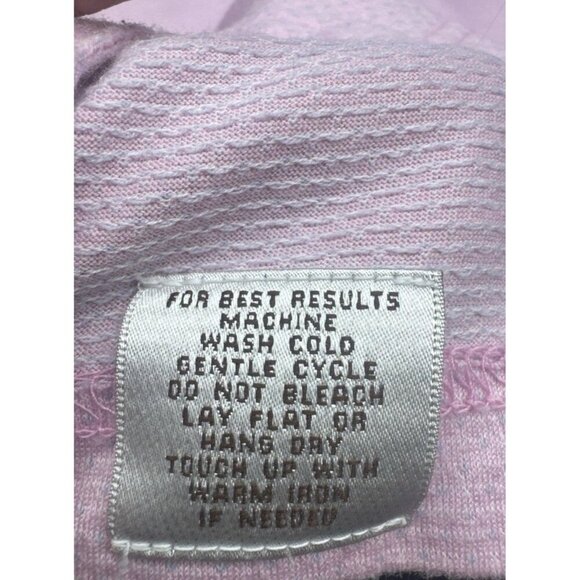 FOR BEST RESULTS
MACHINE
WASH COLD
GENTLE CYCLE
DO NOT BLEACH
LAY FLAT OR
HANG DRY
TOUCH UP WITH
WARM IRON
IF NEEDED